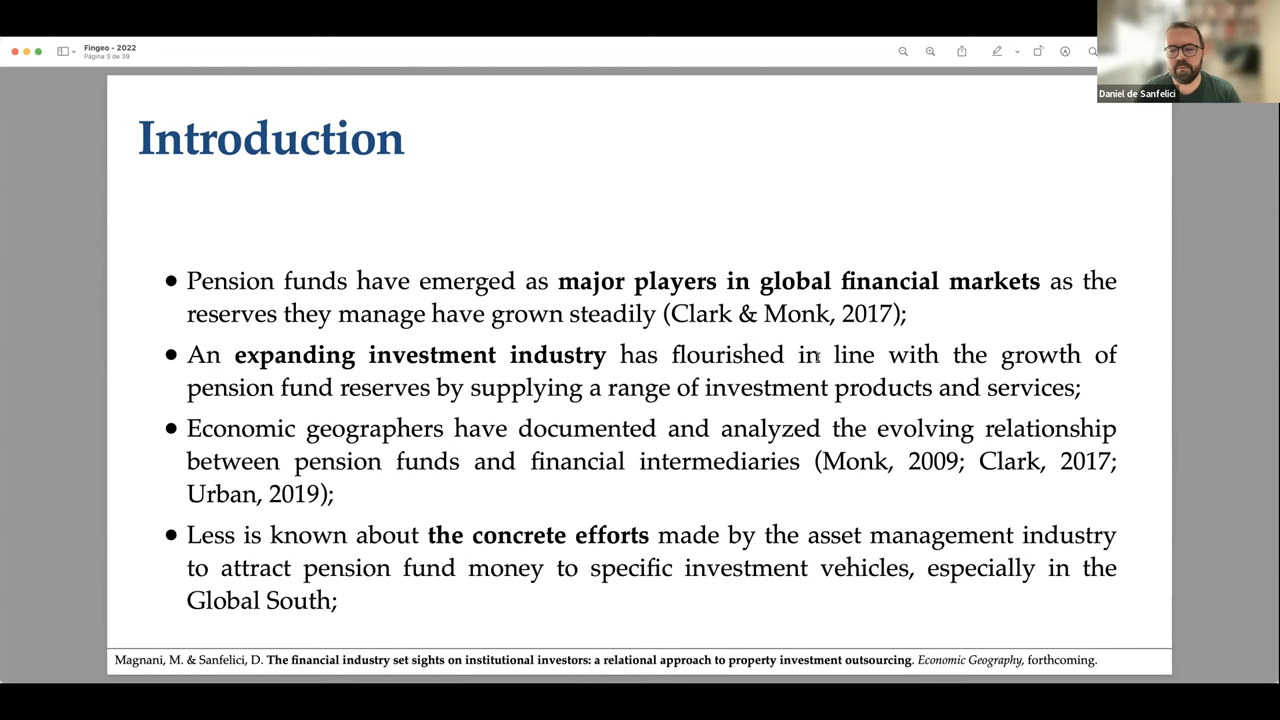 Fingeo - 2022
Página 3 de 39
Daniel de Sanfelici
Introduction
● Pension funds have emerged as major players in global financial markets as the
reserves they manage have grown steadily (Clark & Monk, 2017);
● An expanding investment industry has flourished in line with the growth of
pension fund reserves by supplying a range of investment products and services;
● Economic geographers have documented and analyzed the evolving relationship
between pension funds and financial intermediaries (Monk, 2009; Clark, 2017;
Urban, 2019);
● Less is known about the concrete efforts made by the asset management industry
to attract pension fund money to specific investment vehicles, especially in the
Global South;
Magnani, M. & Sanfelici, D. The financial industry set sights on institutional investors: a relational approach to property investment outsourcing. Economic Geography, forthcoming.